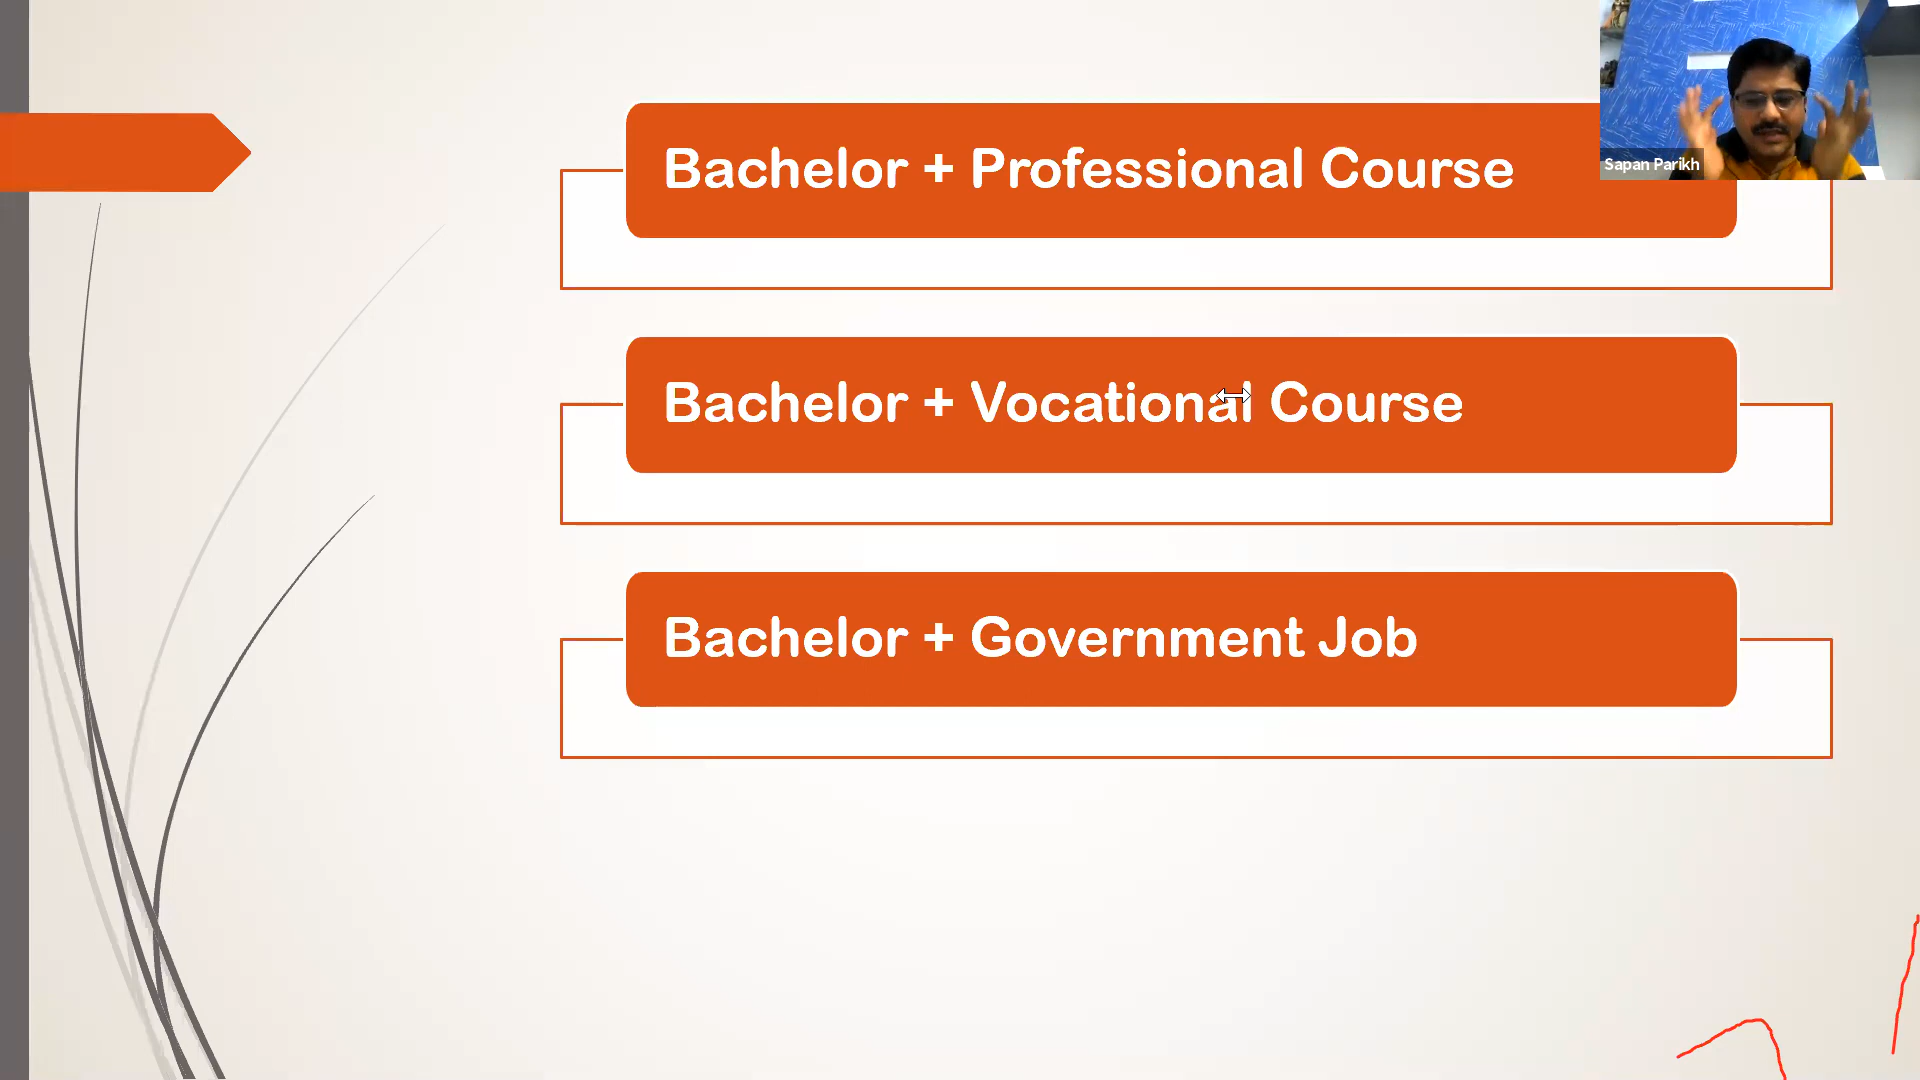 Bachelor + Professional Course
Sapan Parikh
Bachelor + Vocational Course
Bachelor + Government Job